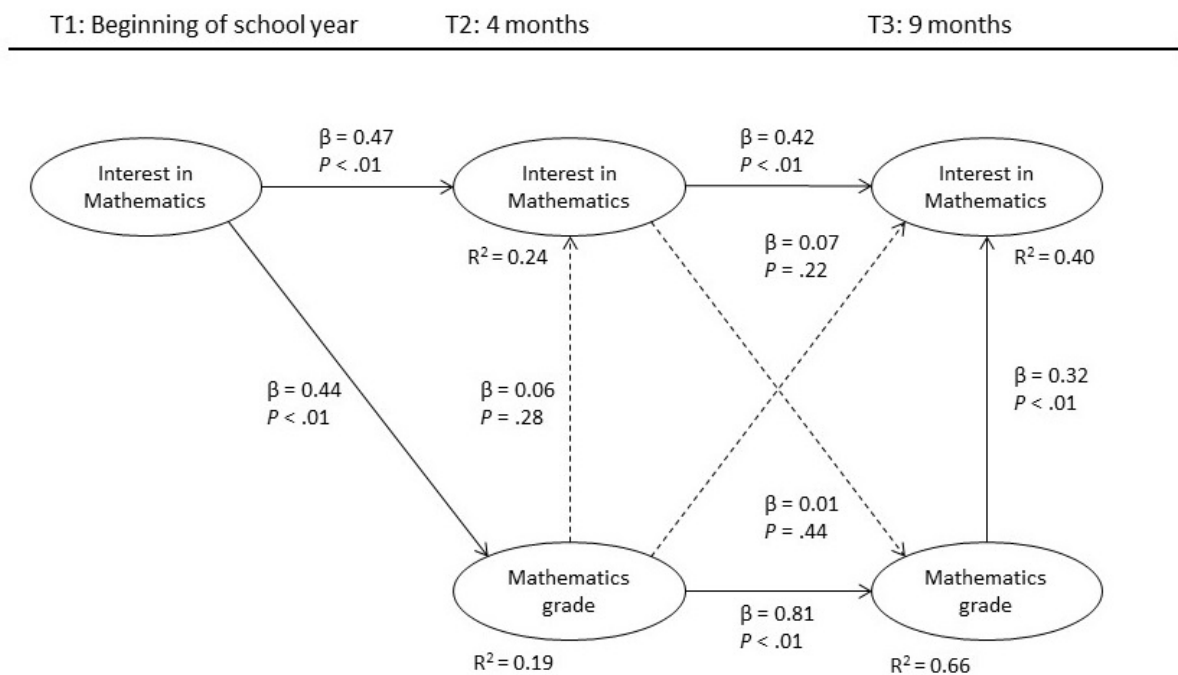 T1: Beginning of school year
T2: 4 months
T3: 9 months
β = 0.47
P < .01
β = 0.42
P < .01
Interest in
Mathematics
Interest in
Mathematics
Interest in
Mathematics
R² = 0.24
β = 0.07
P = .22
R² = 0.40
β = 0.44
P < .01
β = 0.06
P = .28
β = 0.32
P < .01
β = 0.01
P = .44
Mathematics
grade
Mathematics
grade
β = 0.81
P < .01
R² = 0.19
R² = 0.66